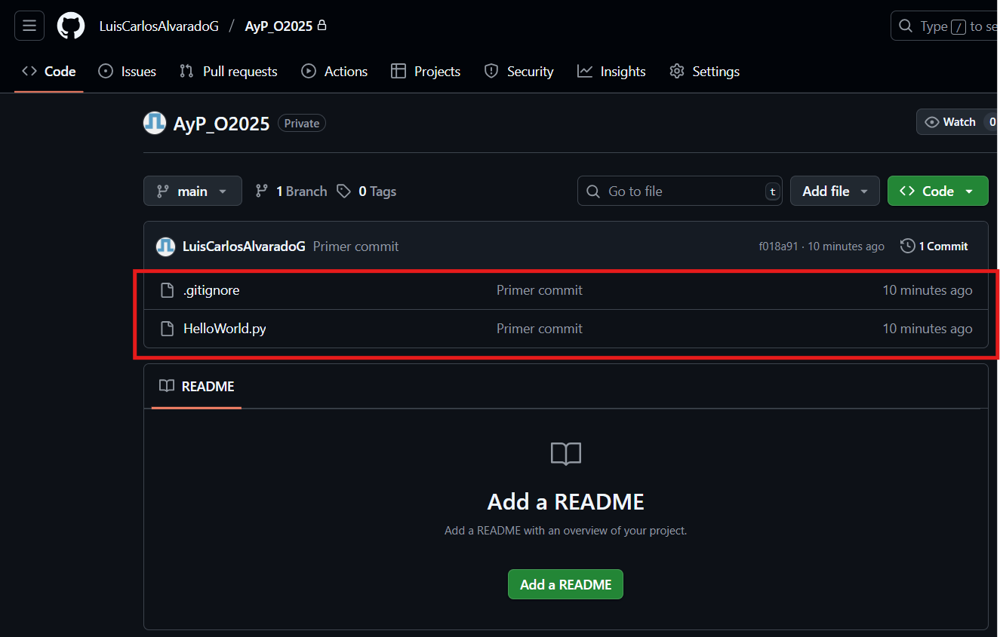 LuisCarlosAlvaradoG / AyP_O2025
Type / to se
Code Issues Pull requests Actions Projects Security Insights Settings
AyP_O2025 Private
Watch 0
main 1 Branch 0 Tags
Go to file t Add file Code
LuisCarlosAlvaradoG Primer commit f018a91 · 10 minutes ago 1 Commit
.gitignore Primer commit 10 minutes ago
HelloWorld.py Primer commit 10 minutes ago
README
Add a README
Add a README with an overview of your project.
Add a README